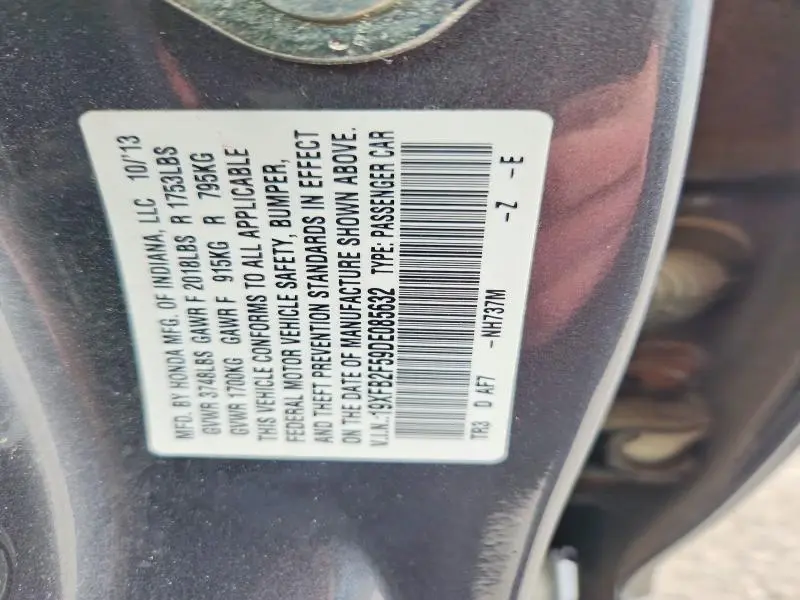 MFD. BY HONDA MFG. OF INDIANA, LLC 10/'13
GVWR 3748LBS GAWR F 2018LBS R 1753LBS
GVWR 1700KG GAWR F 915KG R 795KG
THIS VEHICLE CONFORMS TO ALL APPLICABLE
FEDERAL MOTOR VEHICLE SAFETY, BUMPER,
AND THEFT PREVENTION STANDARDS IN EFFECT
ON THE DATE OF MANUFACTURE SHOWN ABOVE.
V.I.N.:19XFB2F59DE085632 TYPE: PASSENGER CAR
TR3 D AF7 -NH737M -Z -E